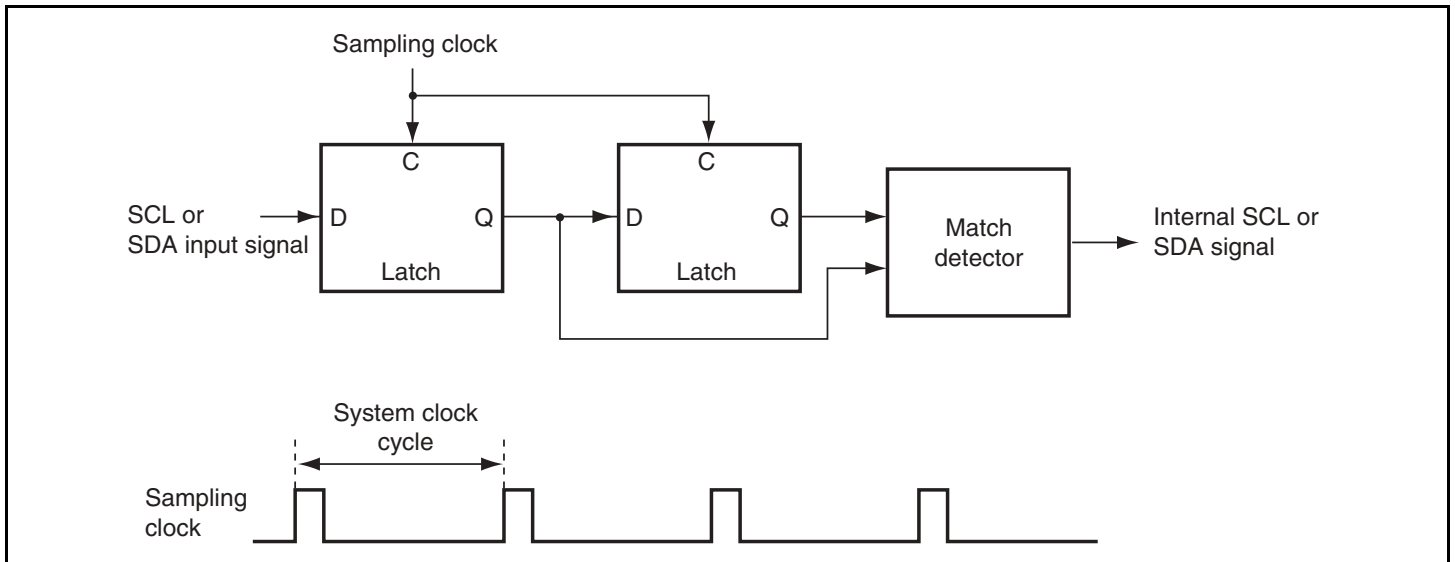 Sampling clock
C
C
SCL or
SDA input signal
D
Q
D
Q
Latch
Latch
Match
detector
Internal SCL or
SDA signal
System clock
cycle
Sampling
clock